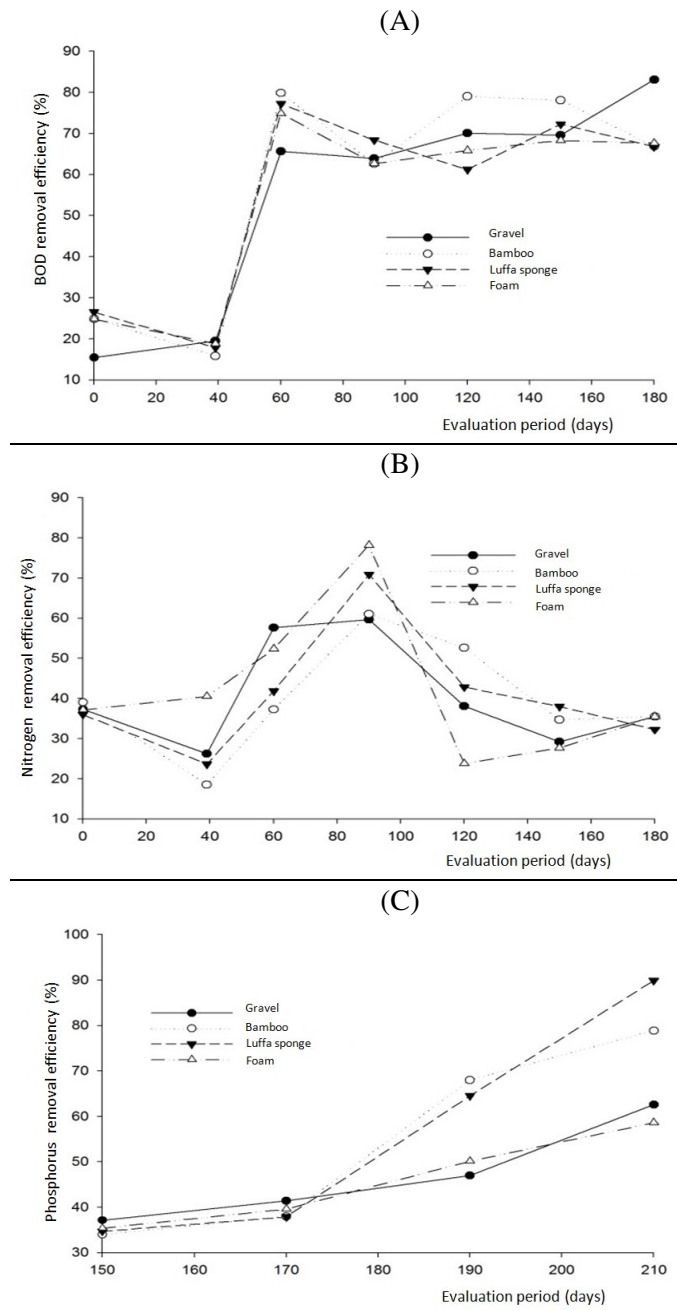 (A)
90
80
70
60
50
40
30
20
10
BOD removal efficiency (%)
Gravel
Bamboo
Luffa sponge
Foam
0 20 40 60 80 100 120 140 160 180
Evaluation period (days)
(B)
90
80
70
60
50
40
30
20
10
Nitrogen removal efficiency (%)
Gravel
Bamboo
Luffa sponge
Foam
0 20 40 60 80 100 120 140 160 180
Evaluation period (days)
(C)
100
90
80
70
60
50
40
30
Phosphorus removal efficiency (%)
Gravel
Bamboo
Luffa sponge
Foam
150 160 170 180 190 200 210
Evaluation period (days)